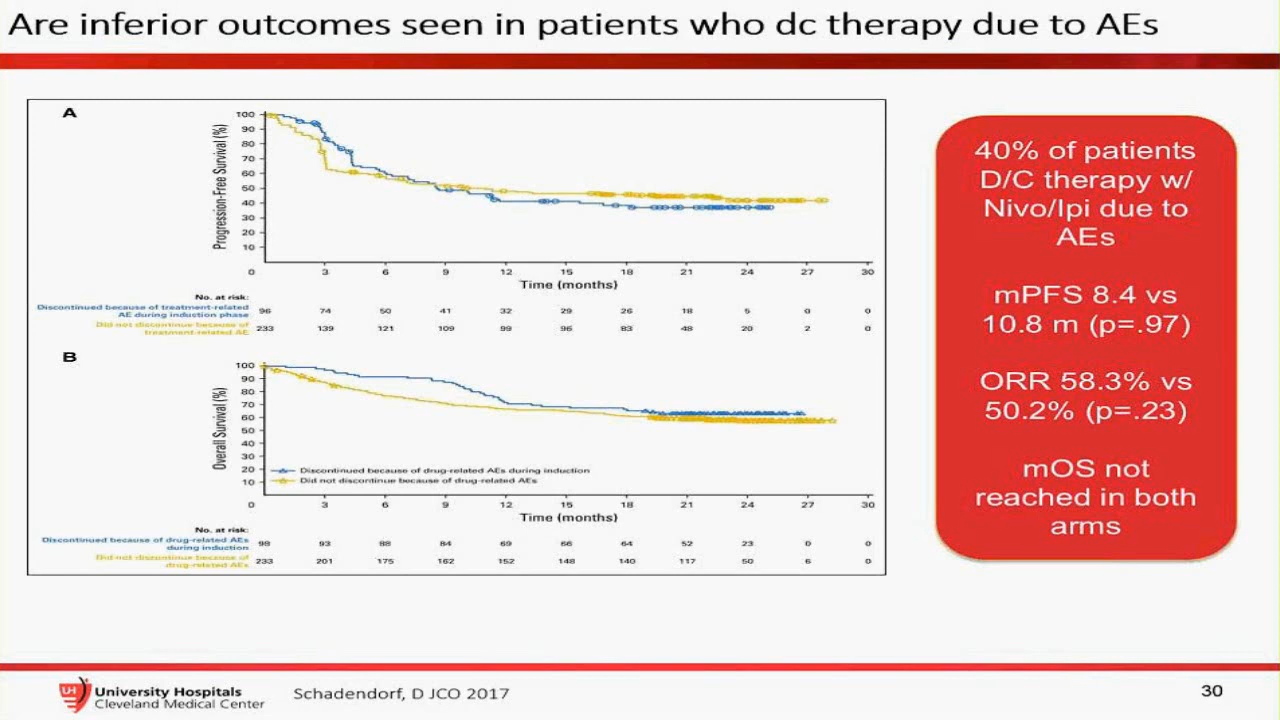 Are inferior outcomes seen in patients who dc therapy due to AEs
A
Progression-Free Survival (%)
100
90
80
70
60
50
40
30
20
10
0 3 6 9 12 15 18 21 24 27 30
Time (months)
No. at risk:
Discontinued because of treatment-related
AE during induction phase
96 74 50 41 32 29 26 18 5 0 0
Did not discontinue because of
treatment-related AE
233 139 121 109 99 96 83 48 20 2 0
B
Overall Survival (%)
100
90
80
70
60
50
40
30
20
10
Discontinued because of drug-related AEs during induction
Did not discontinue because of drug-related AEs
0 3 6 9 12 15 18 21 24 27 30
Time (months)
No. at risk:
Discontinued because of drug-related AEs
during induction
96 93 88 84 69 66 64 52 23 0 0
Did not discontinue because of
drug-related AEs
233 201 175 162 152 148 140 117 50 6 0
40% of patients
D/C therapy w/
Nivo/Ipi due to
AEs
mPFS 8.4 vs
10.8 m (p=.97)
ORR 58.3% vs
50.2% (p=.23)
mOS not
reached in both
arms
UH
University Hospitals
Cleveland Medical Center
Schadendorf, D JCO 2017
30